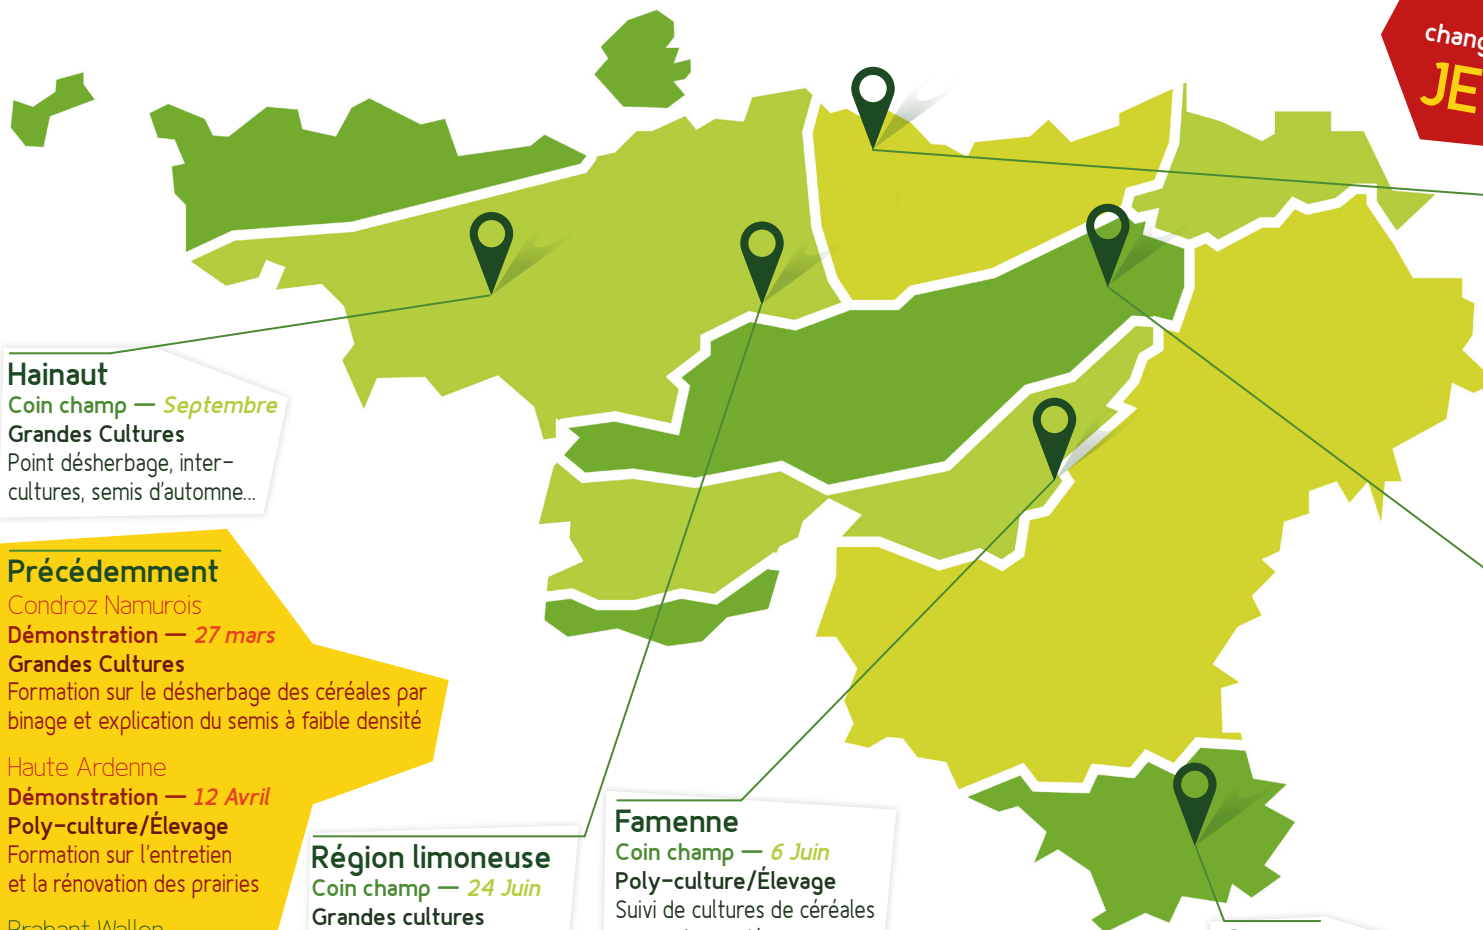 JE
Hainaut
Coin champ — Septembre
Grandes Cultures
Point désherbage, inter-
cultures, semis d'automne...
Précédemment
Condroz Namurois
Démonstration — 27 mars
Grandes Cultures
Formation sur le désherbage des céréales par
binage et explication du semis à faible densité
Haute Ardenne
Démonstration — 12 Avril
Poly-culture/Élevage
Formation sur l'entretien
et la rénovation des prairies
Brabant Wallon
Région limoneuse
Coin champ — 24 Juin
Grandes cultures
Famenne
Coin champ — 6 Juin
Poly-culture/Élevage
Suivi de cultures de céréales